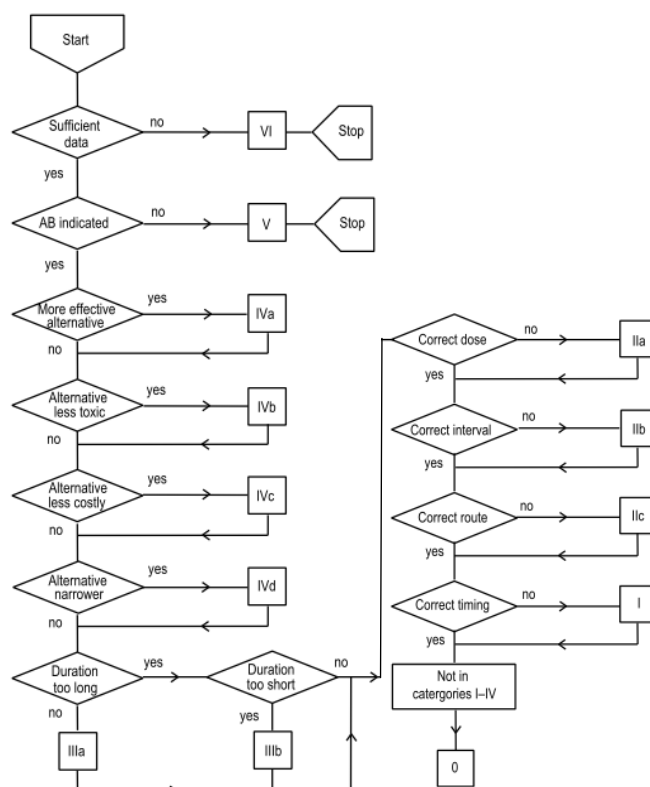 Start
Sufficient
data
no
VI
Stop
yes
AB indicated
no
V
Stop
yes
More effective
alternative
yes
IVa
no
Alternative
less toxic
yes
IVb
no
Alternative
less costly
yes
IVc
no
Alternative
narrower
yes
IVd
no
Duration
too long
yes
Duration
too short
no
no
yes
IIIa
IIIb
Correct dose
no
IIa
yes
Correct interval
no
IIb
yes
Correct route
no
IIc
yes
Correct timing
no
I
yes
Not in
catergories I–IV
0